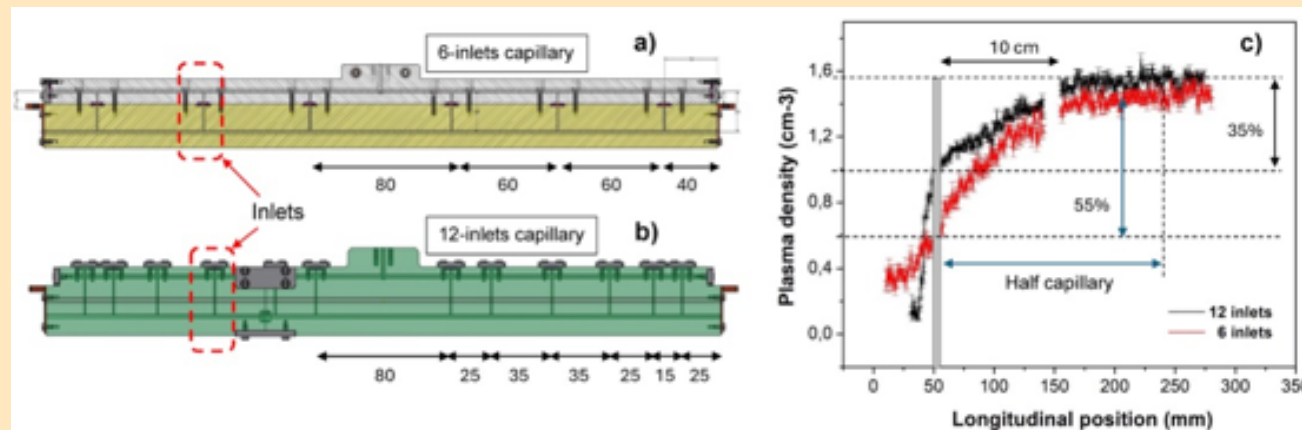 6-inlets capillary
a)
80
60
60
40
Inlets
12-inlets capillary
b)
80
25
35
35
25
15
25
c)
10 cm
Plasma density (cm-3)
1,6
1,2
0,8
0,4
0,0
35%
55%
Half capillary
12 inlets
6 inlets
0
50
100
150
200
250
300
350
Longitudinal position (mm)